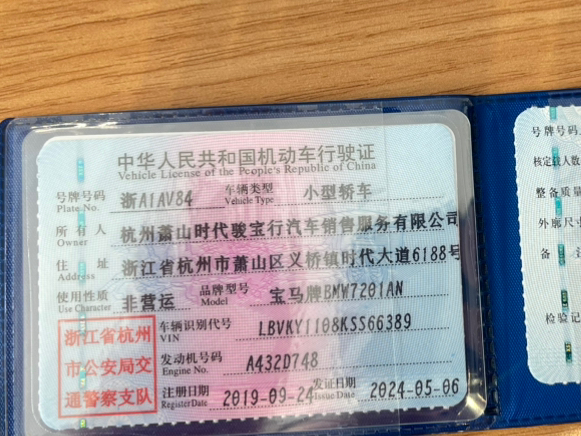 中华人民共和国机动车行驶证
Vehicle License of the People's Republic of China
号牌号码 浙A1AV84 车辆类型 小型轿车
Plate No. Vehicle Type
所有人 杭州萧山时代骏宝行汽车销售服务有限公司
Owner
住址 浙江省杭州市萧山区义桥镇时代大道6188号
Address
使用性质 非营运 品牌型号 宝马牌BMW7201AN
Use Character Model
浙江省杭州
市公安局交
通警察支队
车辆识别代号 LBVKY1108KSS66389
VIN
发动机号码 A432D748
Engine No.
注册日期 2019-09-24 发证日期 2024-05-06
Register Date Issue Date
号牌号码
核定载人数
整备质量
外廓尺寸
备
检验记